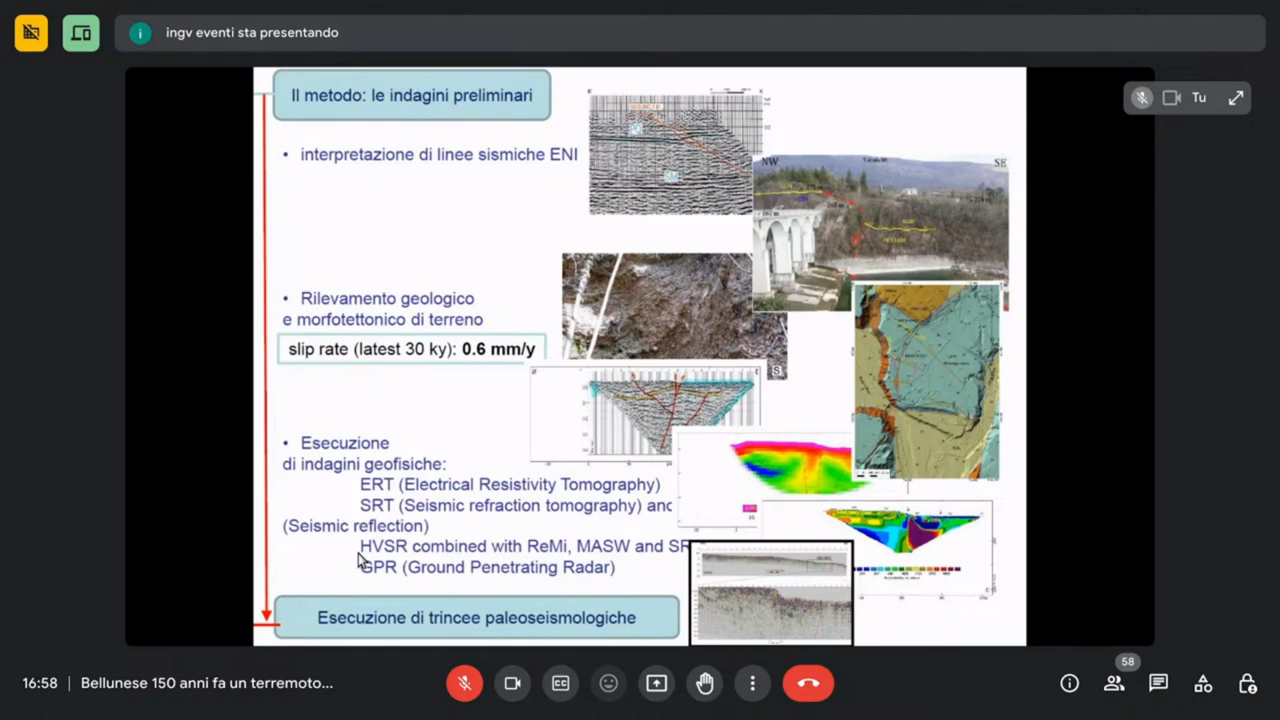 ingv eventi sta presentando
Tu
Il metodo: le indagini preliminari
• interpretazione di linee sismiche ENI
NW
SE
• Rilevamento geologico
e morfotettonico di terreno
slip rate (latest 30 ky): 0.6 mm/y
S
• Esecuzione
di indagini geofisiche:
ERT (Electrical Resistivity Tomography)
SRT (Seismic refraction tomography) and
(Seismic reflection)
HVSR combined with ReMi, MASW and SR
GPR (Ground Penetrating Radar)
Esecuzione di trincee paleoseismologiche
16:58 | Bellunese 150 anni fa un terremoto...
58